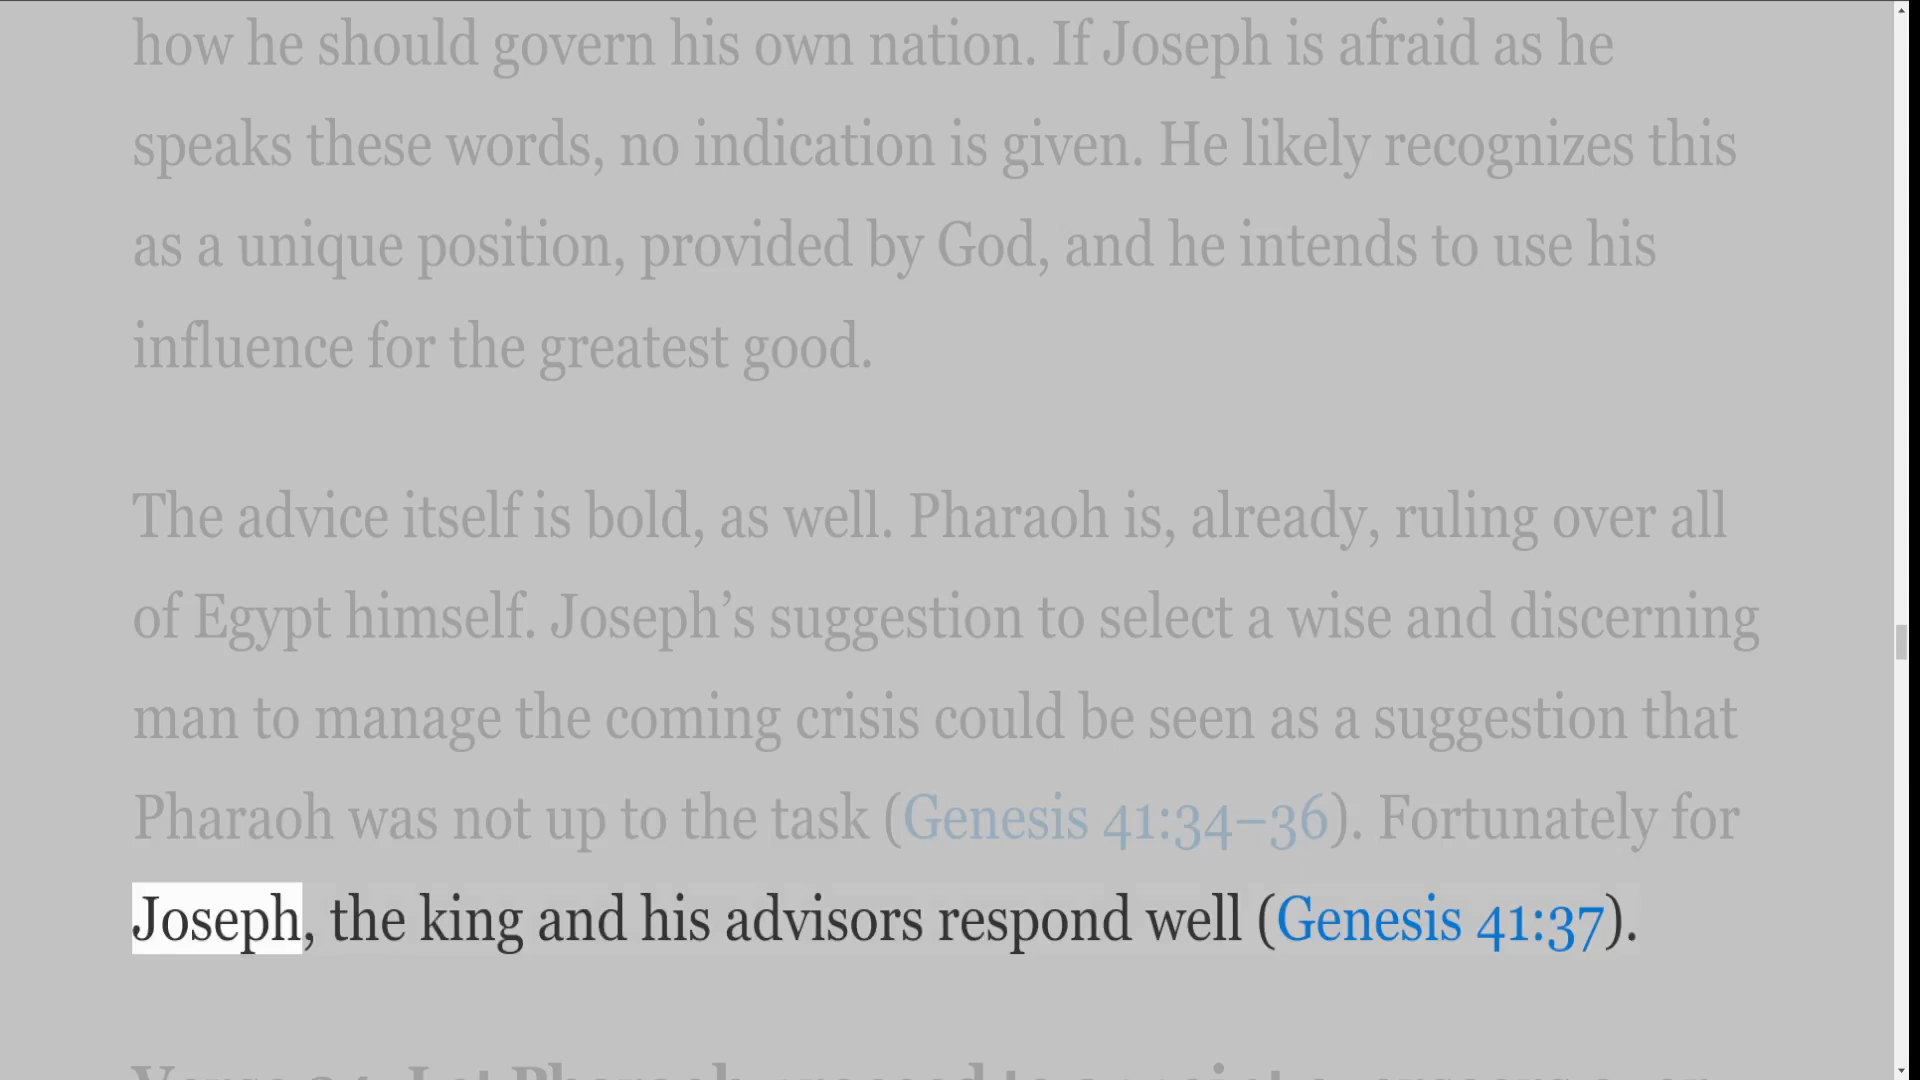 how he should govern his own nation. If Joseph is afraid as he
speaks these words, no indication is given. He likely recognizes this
as a unique position, provided by God, and he intends to use his
influence for the greatest good.
The advice itself is bold, as well. Pharaoh is, already, ruling over all
of Egypt himself. Joseph’s suggestion to select a wise and discerning
man to manage the coming crisis could be seen as a suggestion that
Pharaoh was not up to the task (Genesis 41:34–36). Fortunately for
Joseph, the king and his advisors respond well (Genesis 41:37).